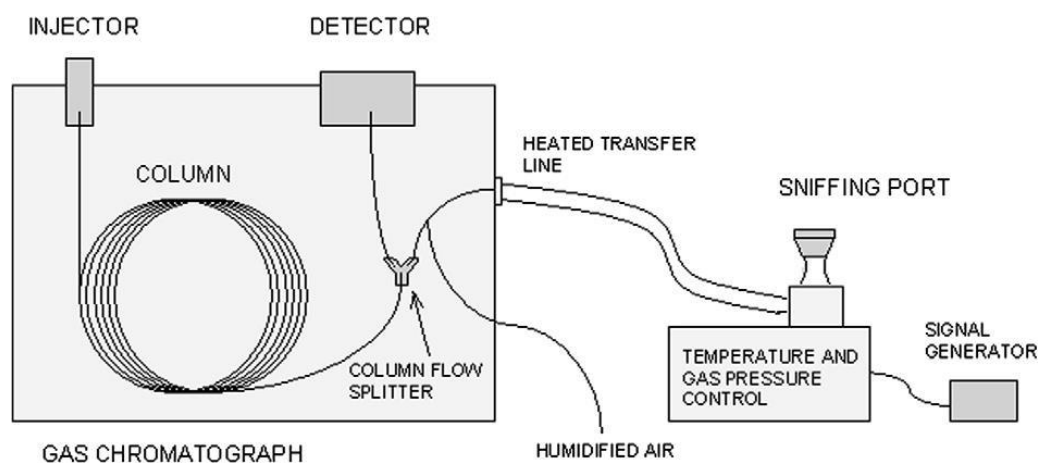 INJECTOR
DETECTOR
HEATED TRANSFER
LINE
COLUMN
SNIFFING PORT
COLUMN FLOW
SPLITTER
TEMPERATURE AND
GAS PRESSURE
CONTROL
SIGNAL
GENERATOR
GAS CHROMATOGRAPH
HUMIDIFIED AIR